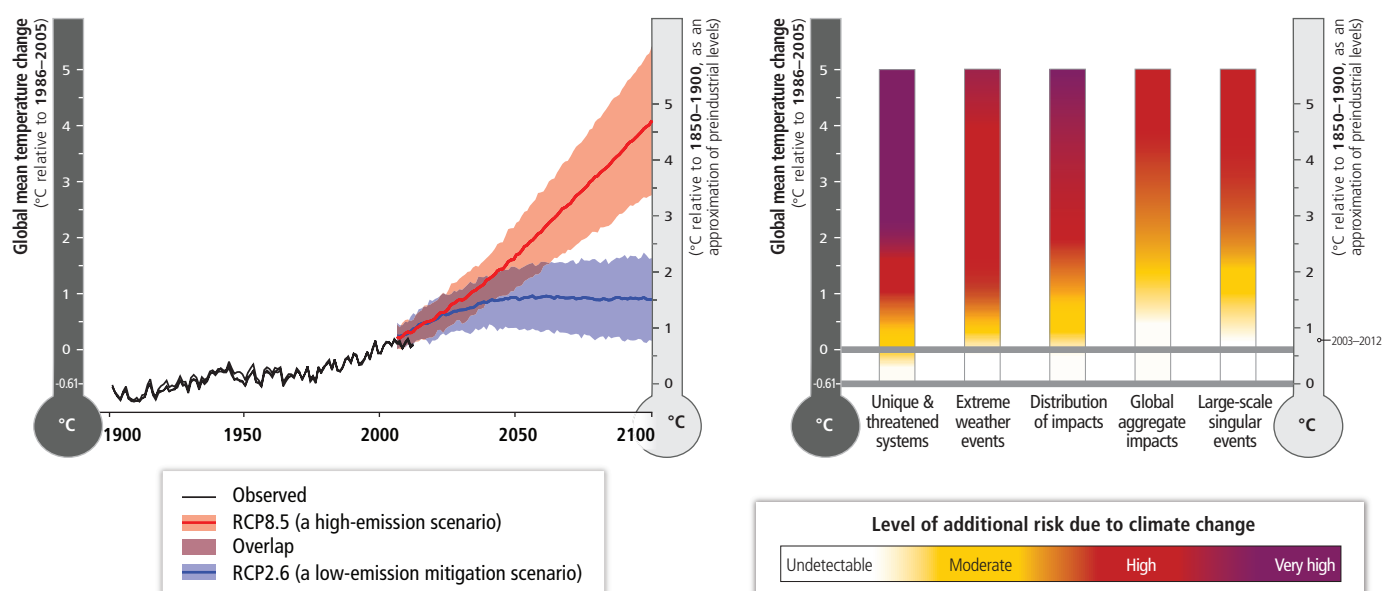 Global mean temperature change
(°C relative to 1986–2005)
5
4
3
2
1
0
-0.61
°C
5
4
3
2
1
0
°C
(°C relative to 1850–1900, as an
approximation of preindustrial levels)
1900
1950
2000
2050
2100
Observed
RCP8.5 (a high-emission scenario)
Overlap
RCP2.6 (a low-emission mitigation scenario)
Global mean temperature change
(°C relative to 1986–2005)
5
4
3
2
1
0
-0.61
°C
5
4
3
2
1
0
°C
2003–2012
(°C relative to 1850–1900, as an
approximation of preindustrial levels)
Unique &
threatened
systems
Extreme
weather
events
Distribution
of impacts
Global
aggregate
impacts
Large-scale
singular
events
Level of additional risk due to climate change
Undetectable
Moderate
High
Very high